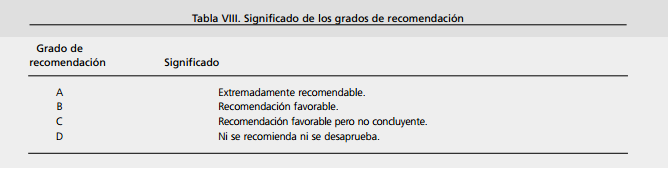 Tabla VIII. Significado de los grados de recomendación
Grado de
recomendación Significado
A Extremadamente recomendable.
B Recomendación favorable.
C Recomendación favorable pero no concluyente.
D Ni se recomienda ni se desaprueba.